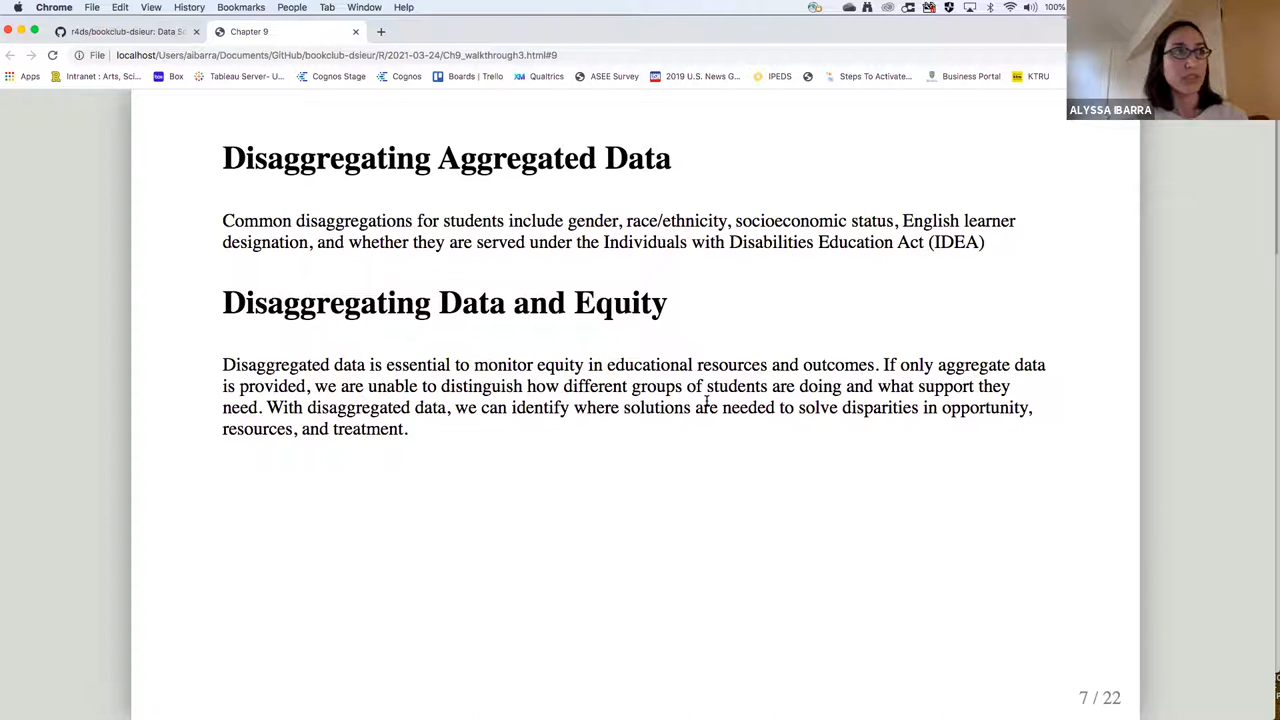 Chrome File Edit View History Bookmarks People Tab Window Help 100%
r4ds/bookclub-dsieur: Data Sc
Chapter 9
File localhost/Users/aibarra/Documents/GitHub/bookclub-dsieur/R/2021-03-24/Ch9_walkthrough3.html#9
Apps Intranet : Arts, Sci... Box Tableau Server- U... Cognos Stage Cognos Boards | Trello Qualtrics ASEE Survey 2019 U.S. News G... IPEDS Steps To Activate... Business Portal KTRU
ALYSSA IBARRA
Disaggregating Aggregated Data
Common disaggregations for students include gender, race/ethnicity, socioeconomic status, English learner
designation, and whether they are served under the Individuals with Disabilities Education Act (IDEA)
Disaggregating Data and Equity
Disaggregated data is essential to monitor equity in educational resources and outcomes. If only aggregate data
is provided, we are unable to distinguish how different groups of students are doing and what support they
need. With disaggregated data, we can identify where solutions are needed to solve disparities in opportunity,
resources, and treatment.
7 / 22